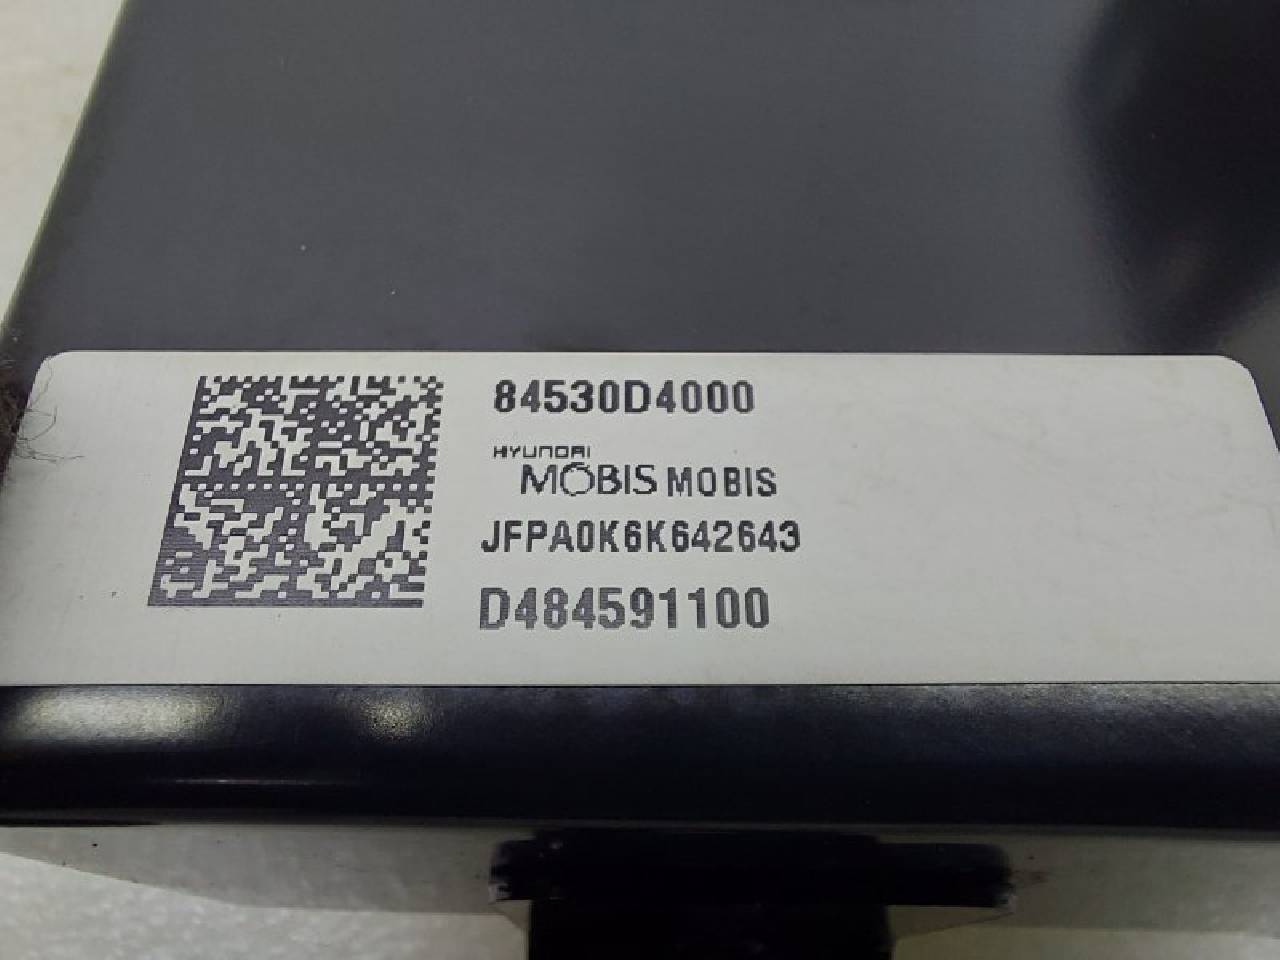 84530D4000
HYUNDAI
MOBIS MOBIS
JFPA0K6K642643
D484591100